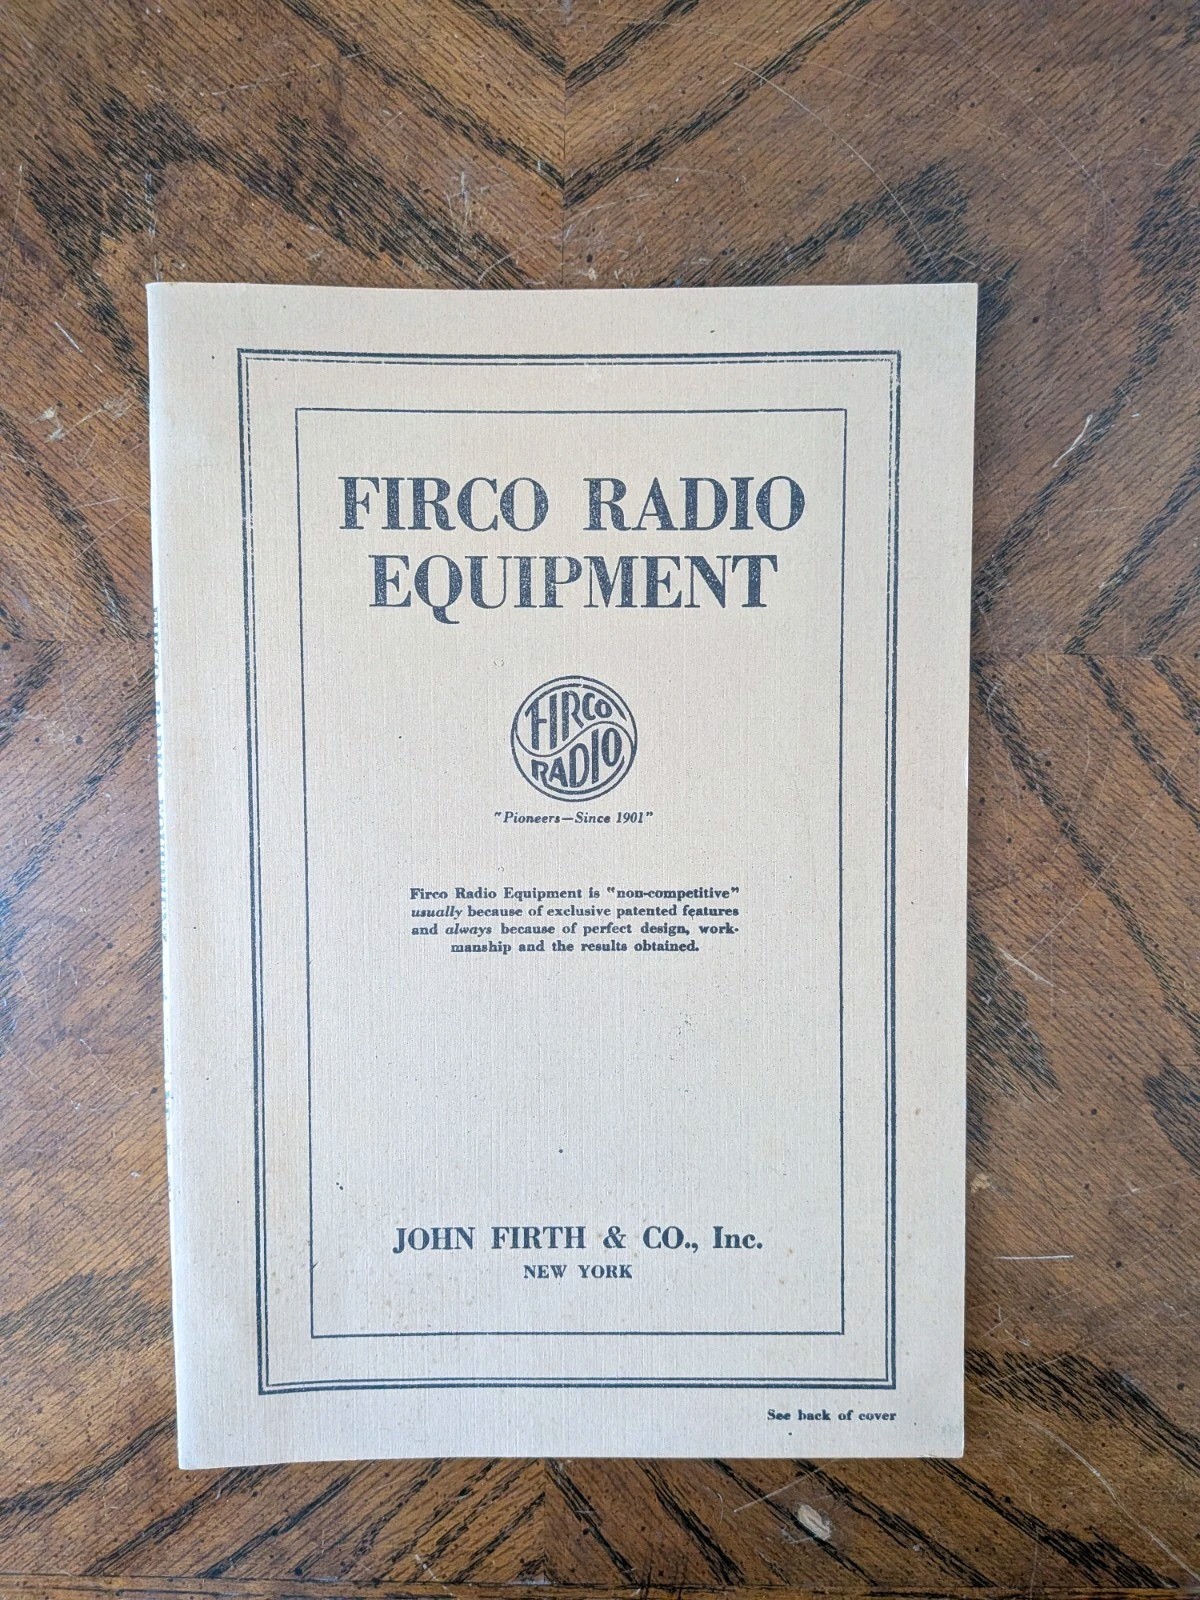 FIRCO RADIO
EQUIPMENT
FIRCO
RADIO
"Pioneers—Since 1901"
Firco Radio Equipment is "non-competitive"
usually because of exclusive patented features
and always because of perfect design, work-
manship and the results obtained.
JOHN FIRTH & CO., Inc.
NEW YORK
See back of cover